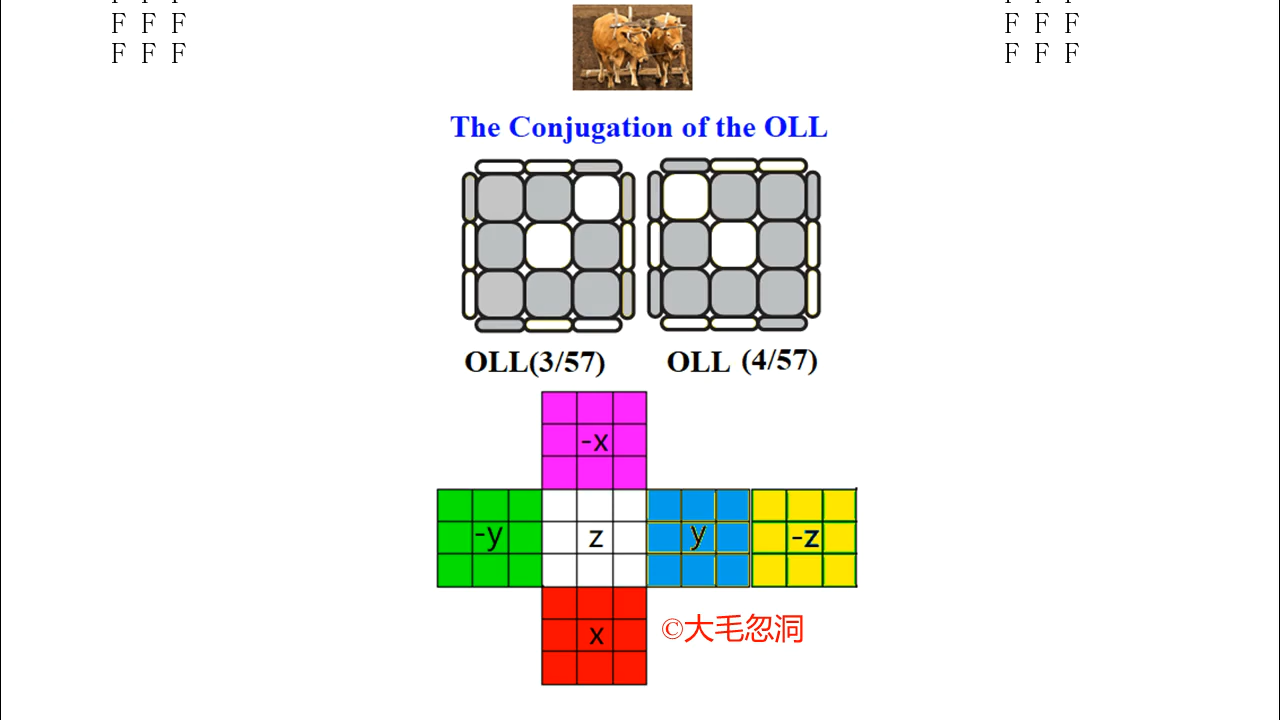 F F F F F F
F F F F F F
The Conjugation of the OLL
OLL(3/57) OLL (4/57)
-x
-y z y -z
x
©大毛忽洞